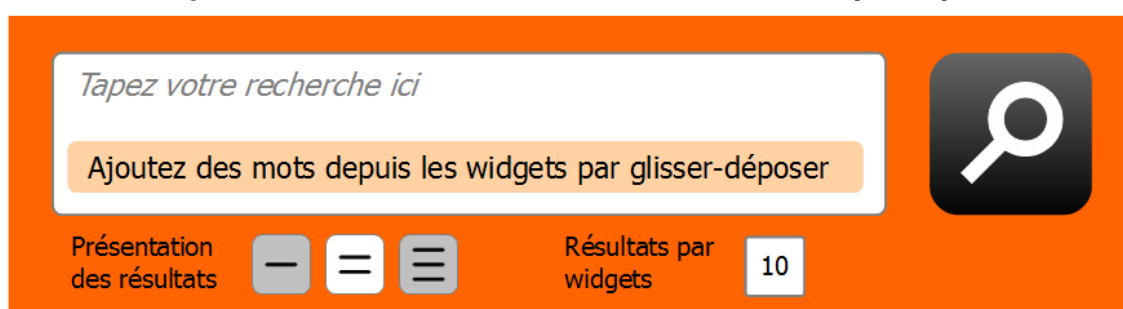 Tapez votre recherche ici
Ajoutez des mots depuis les widgets par glisser-déposer
Présentation
des résultats
Résultats par
widgets
10